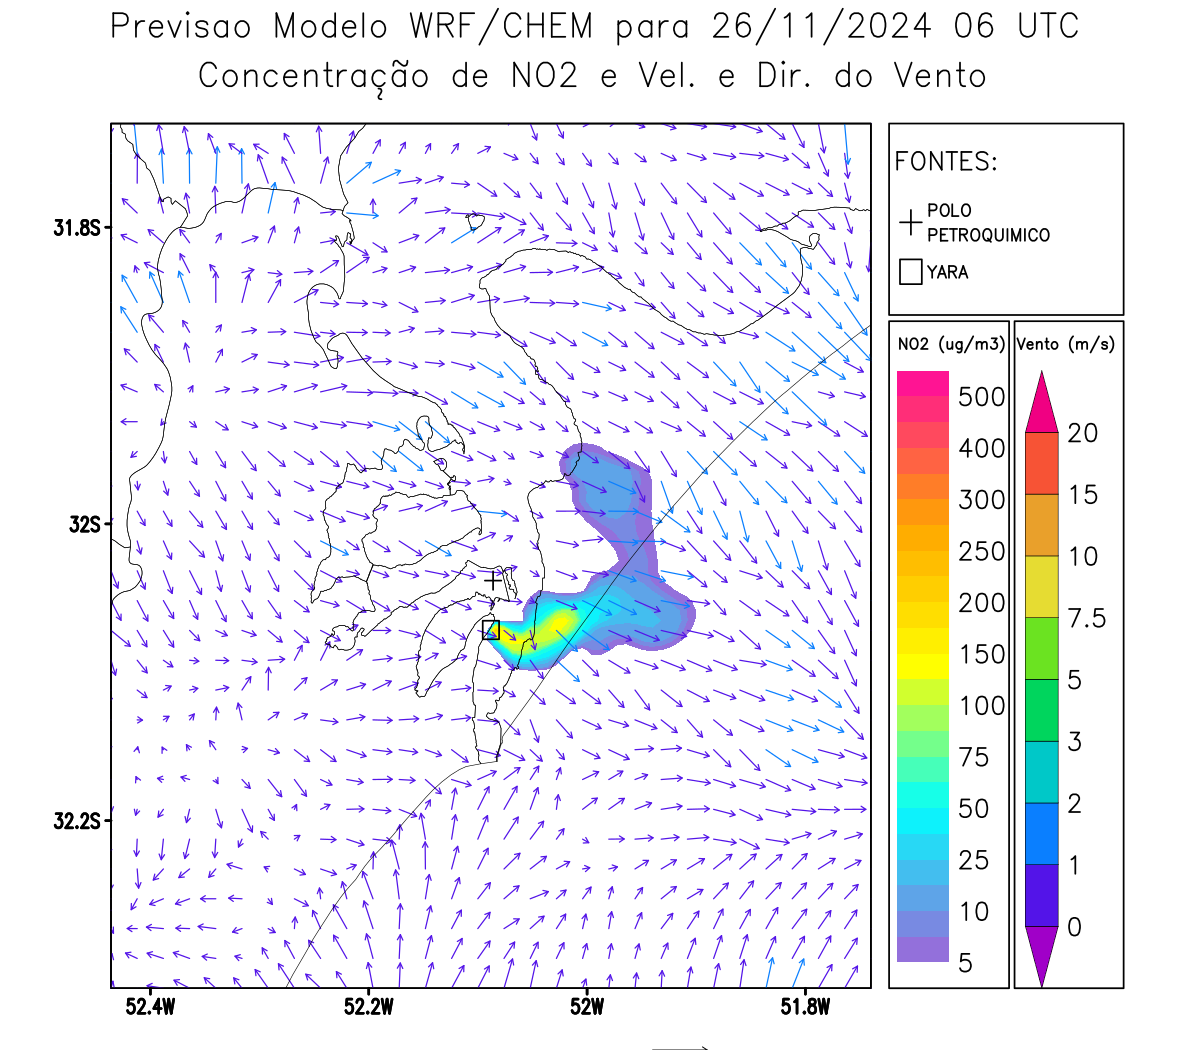 Previsao Modelo WRF/CHEM para 26/11/2024 06 UTC
Concentração de NO2 e Vel. e Dir. do Vento
FONTES:
POLO
PETROQUIMICO
YARA
NO2 (ug/m3)
500
400
300
250
200
150
100
75
50
25
10
5
Vento (m/s)
20
15
10
7.5
5
3
2
1
0
31.8S
32S
32.2S
52.4W
52.2W
52W
51.8W